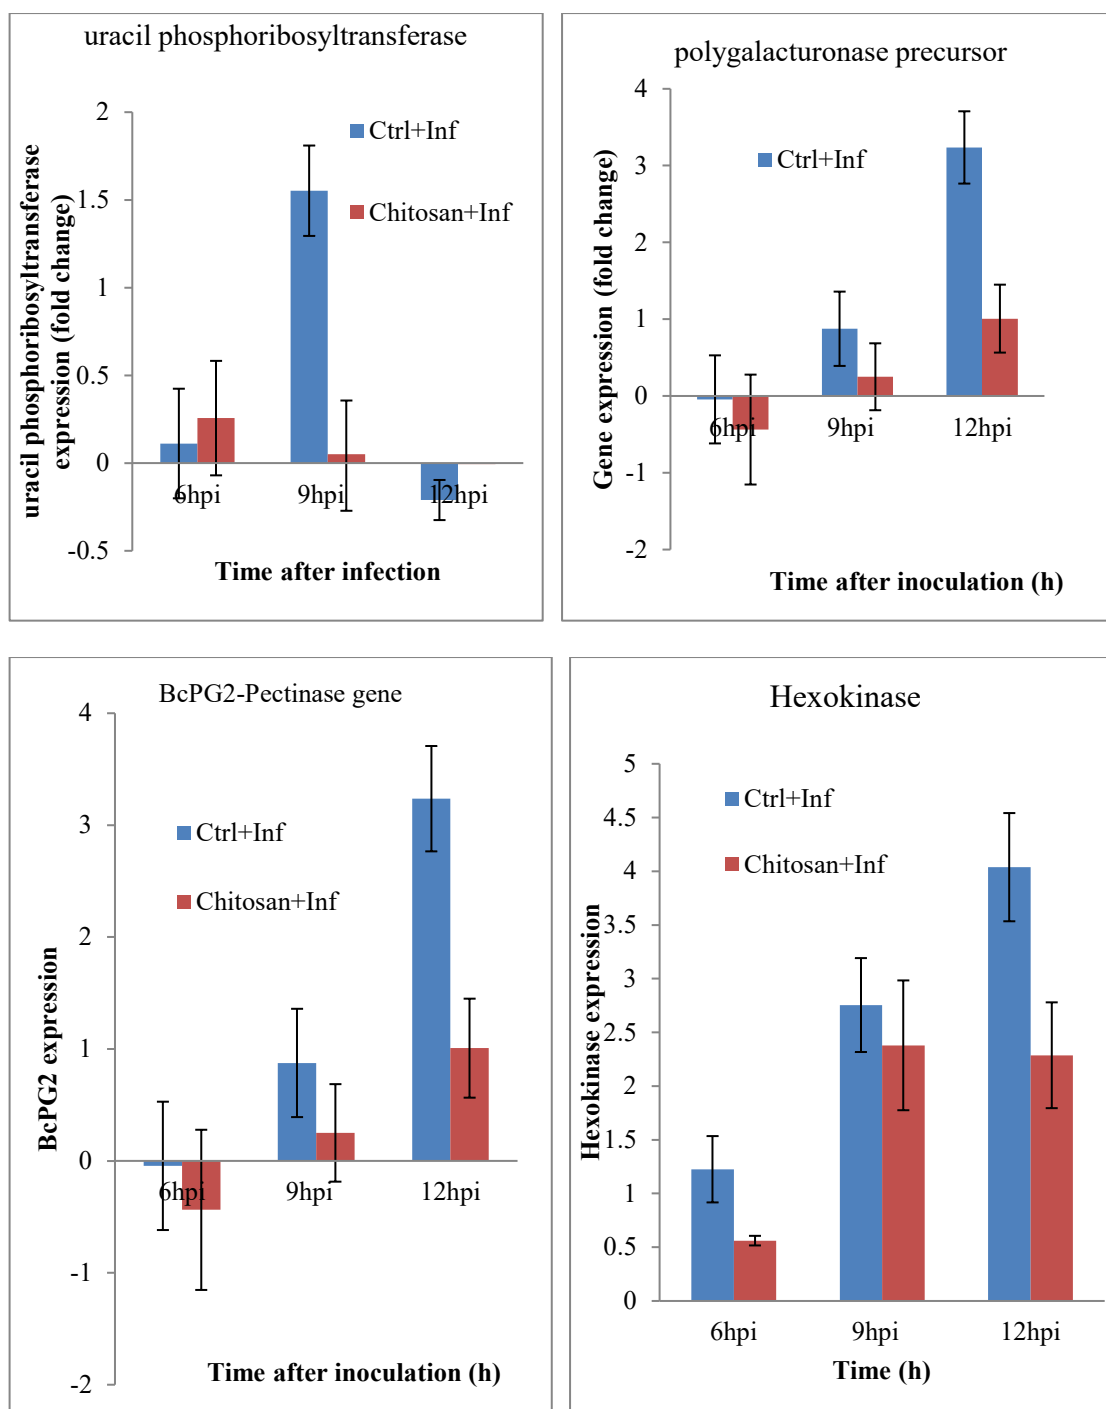 uracil phosphoribosyltransferase
uracil phosphoribosyltransferase
expression (fold change)
2
1.5
1
0.5
0
-0.5
Ctrl+Inf
Chitosan+Inf
6hpi
9hpi
12hpi
Time after infection
polygalacturonase precursor
Gene expression (fold change)
4
3
2
1
0
-1
-2
Ctrl+Inf
6hpi
9hpi
12hpi
Time after inoculation (h)
BcPG2-Pectinase gene
BcPG2 expression
4
3
2
1
0
-1
-2
Ctrl+Inf
Chitosan+Inf
6hpi
9hpi
12hpi
Time after inoculation (h)
Hexokinase
Hexokinase expression
5
4.5
4
3.5
3
2.5
2
1.5
1
0.5
0
Ctrl+Inf
Chitosan+Inf
6hpi
9hpi
12hpi
Time (h)